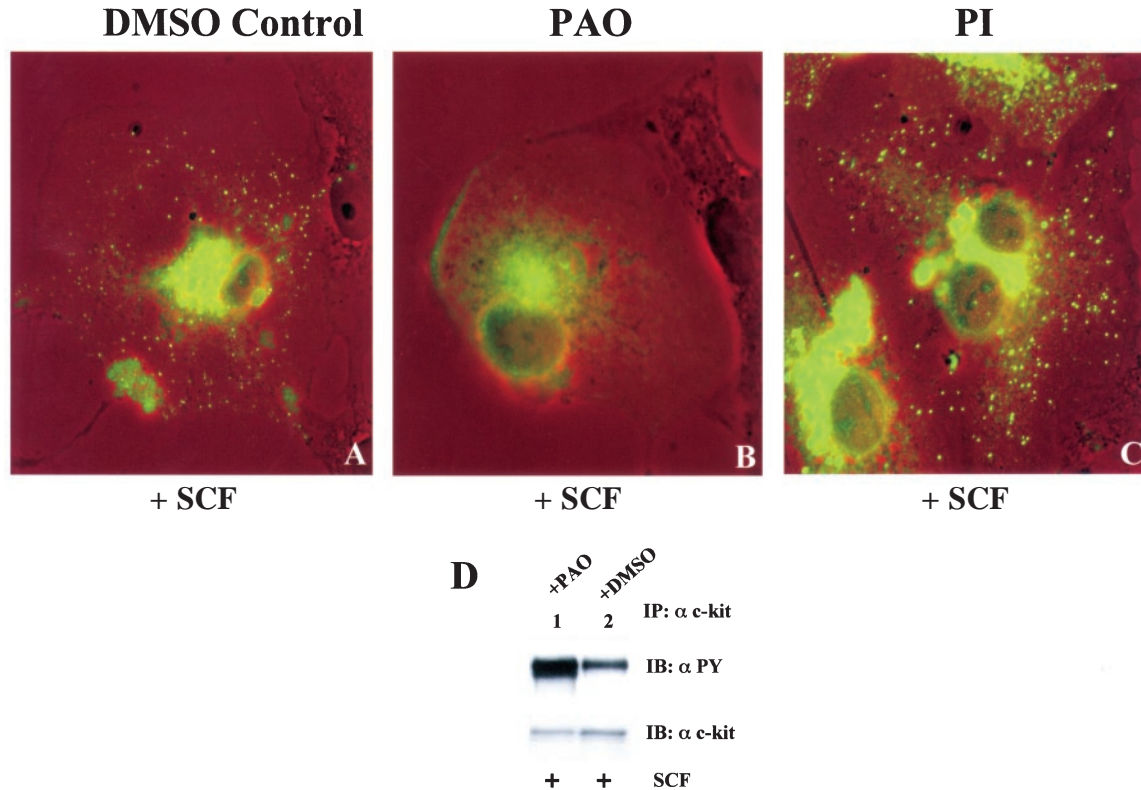 DMSO Control PAO PI
A B C
+ SCF + SCF + SCF
D +PAO +DMSO
1 2 IP: α c-kit
IB: α PY
IB: α c-kit
+ + SCF